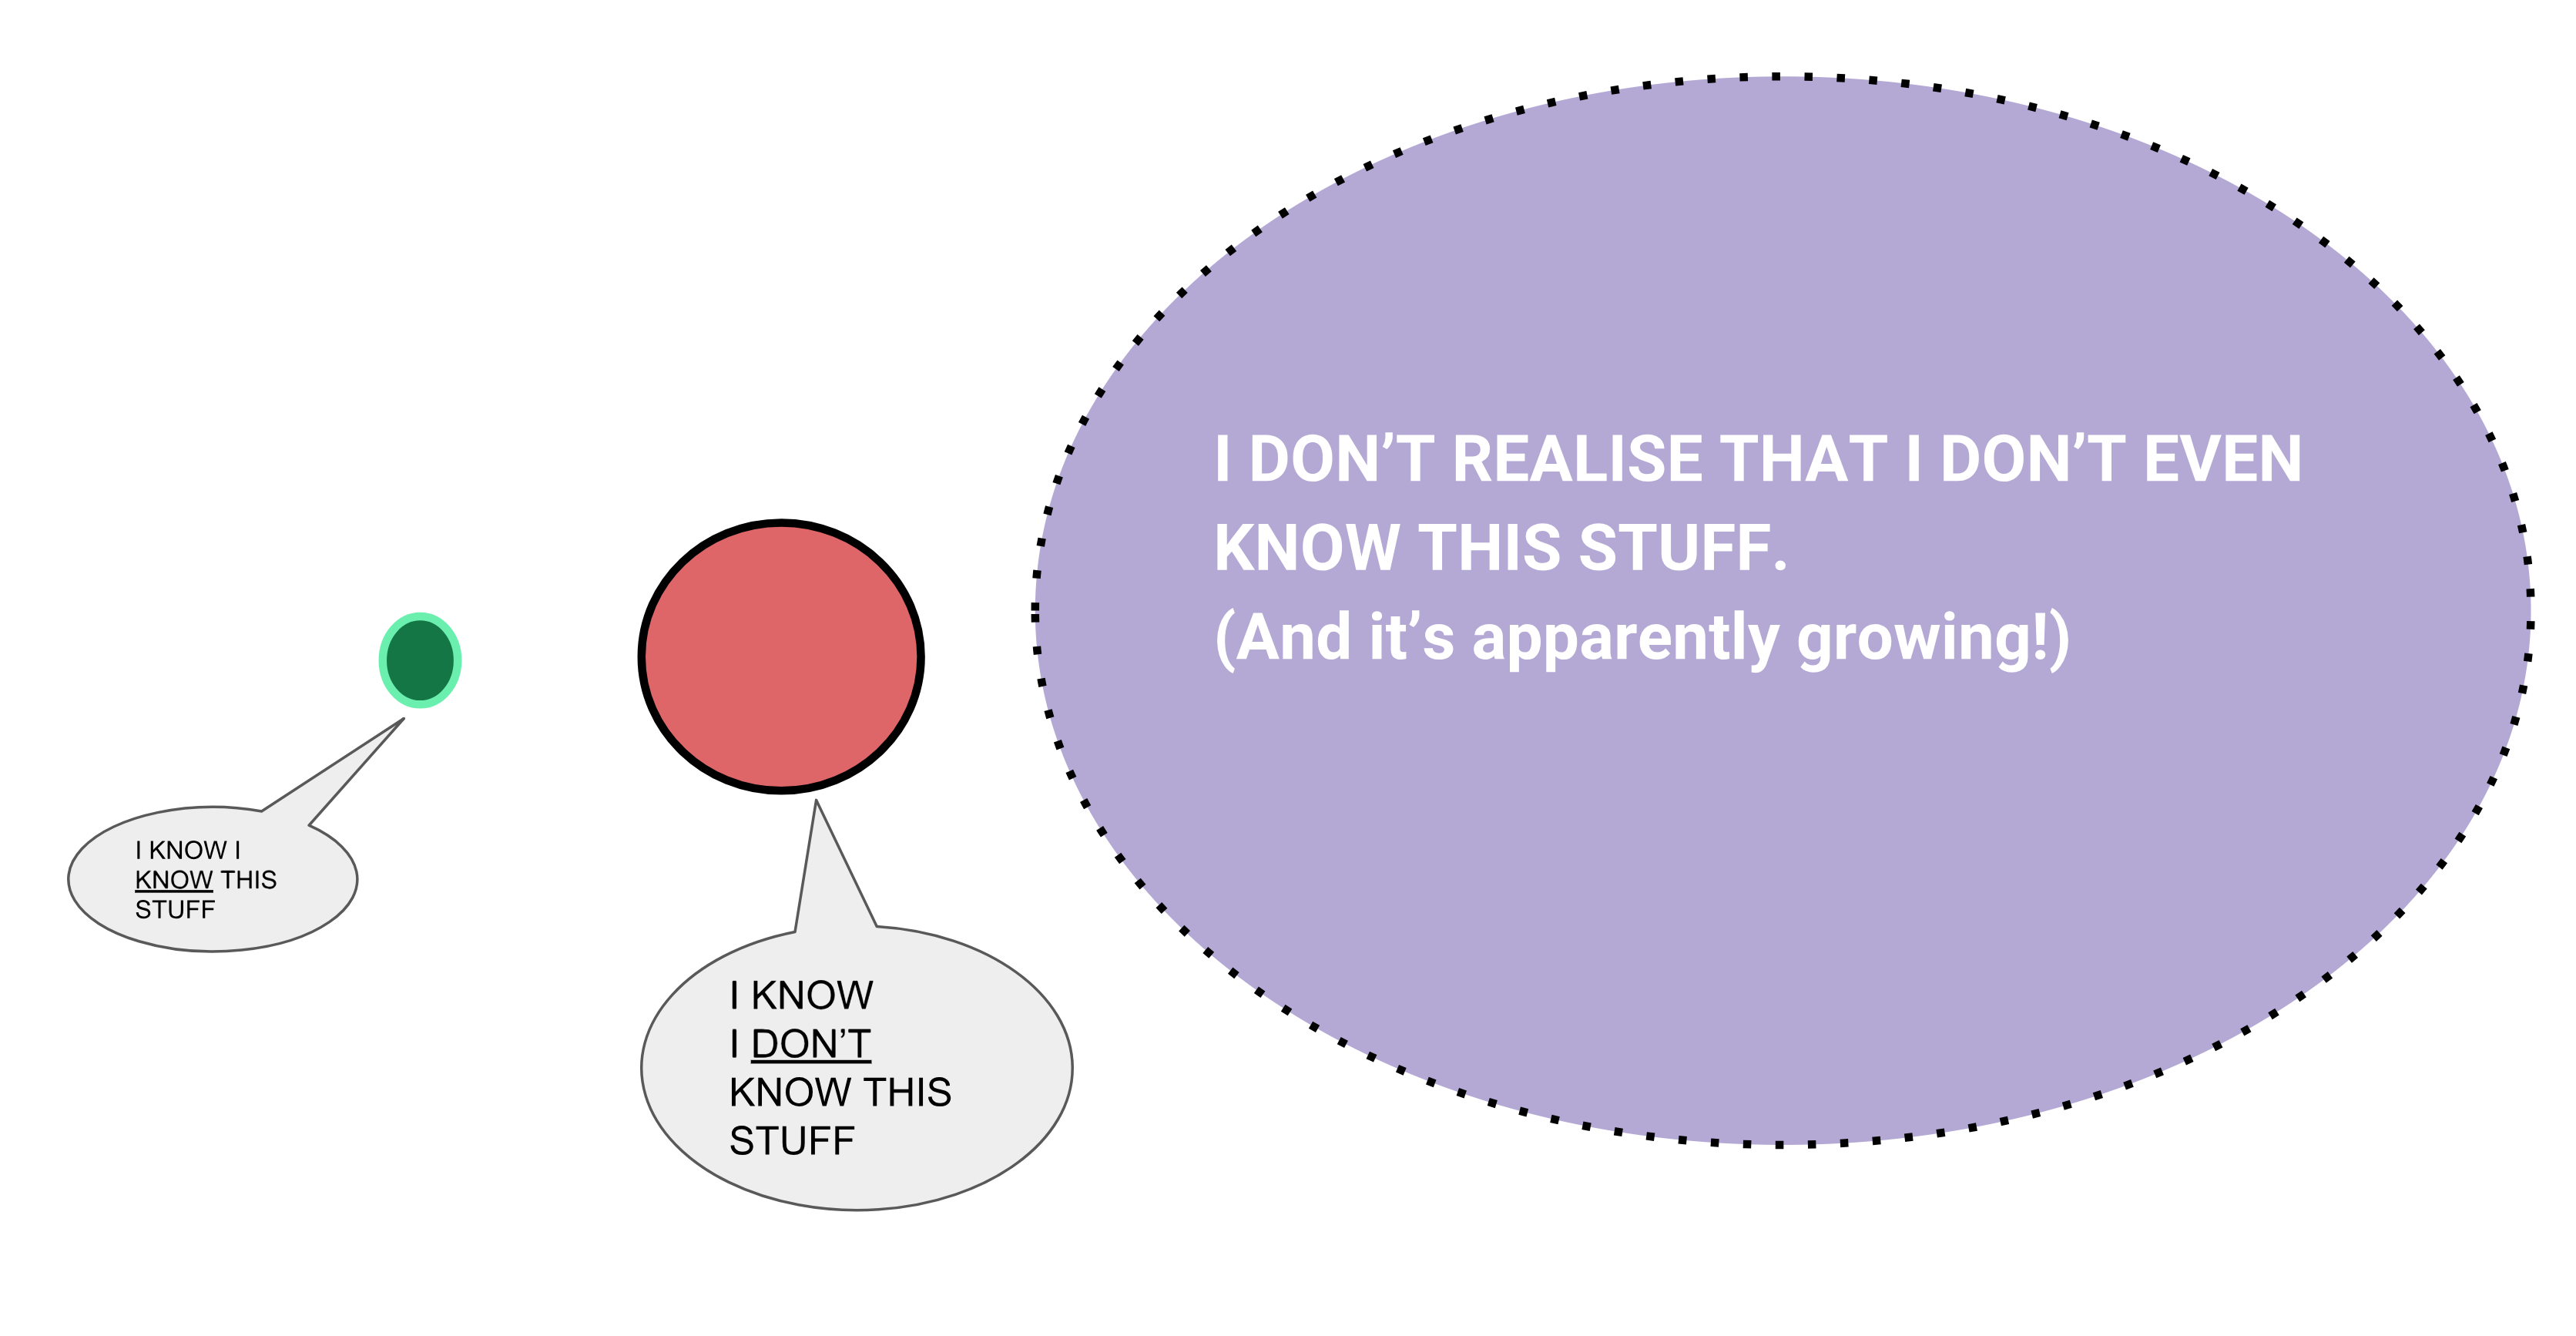 I DON’T REALISE THAT I DON’T EVEN
KNOW THIS STUFF.
(And it’s apparently growing!)
I KNOW I
KNOW THIS
STUFF
I KNOW
I DON’T
KNOW THIS
STUFF